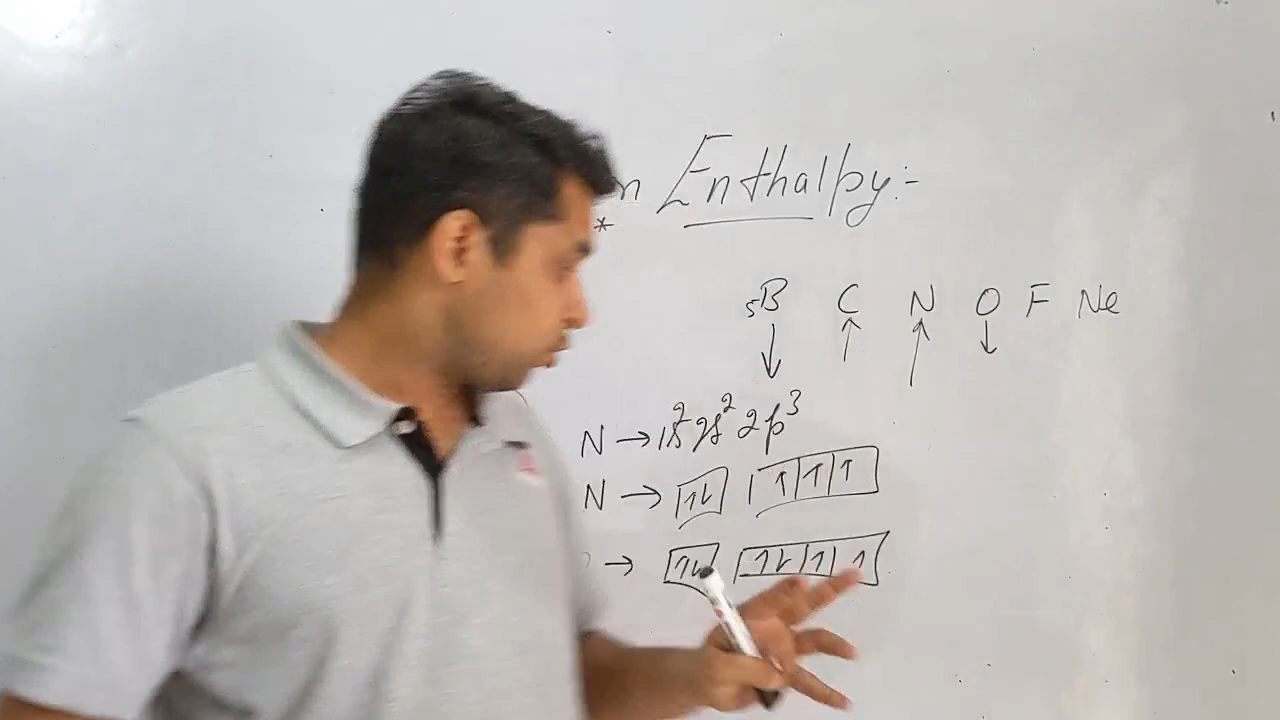 n Enthalpy:-
*
₅B C N O F Ne
↓ ↑ ↑ ↓
N → 1s² 2s² 2p³
N → [↑↓] [↑|↑|↑]
→ [↑↓] [↑↓|↑|↑]